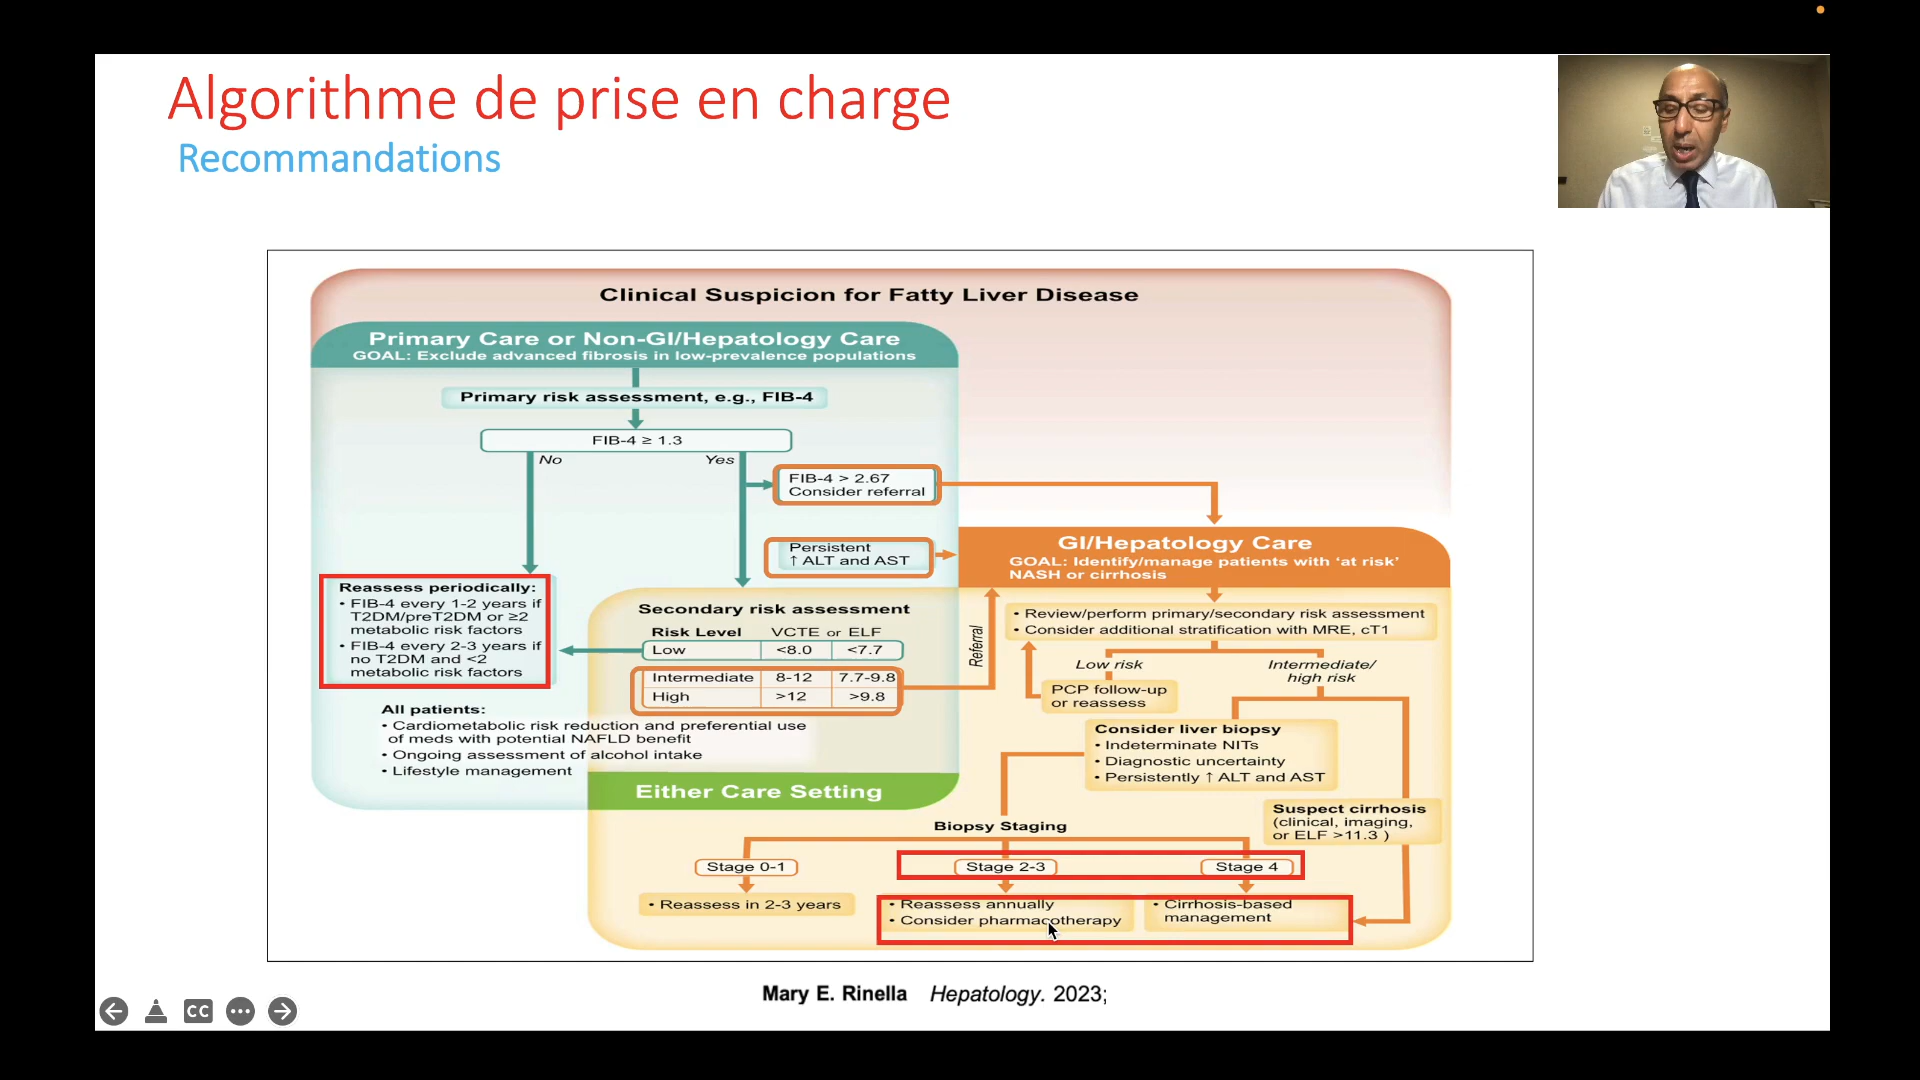 Algorithme de prise en charge
Recommandations
Clinical Suspicion for Fatty Liver Disease
Primary Care or Non-GI/Hepatology Care
GOAL: Exclude advanced fibrosis in low-prevalence populations
Primary risk assessment, e.g., FIB-4
FIB-4 ≥ 1.3
No
Yes
FIB-4 > 2.67
Consider referral
Persistent
↑ ALT and AST
Reassess periodically:
• FIB-4 every 1-2 years if
T2DM/preT2DM or ≥2
metabolic risk factors
• FIB-4 every 2-3 years if
no T2DM and <2
metabolic risk factors
Secondary risk assessment
Risk Level VCTE or ELF
Low <8.0 <7.7
Intermediate 8-12 7.7-9.8
High >12 >9.8
Referral
All patients:
• Cardiometabolic risk reduction and preferential use
of meds with potential NAFLD benefit
• Ongoing assessment of alcohol intake
• Lifestyle management
Either Care Setting
GI/Hepatology Care
GOAL: Identify/manage patients with ‘at risk’
NASH or cirrhosis
• Review/perform primary/secondary risk assessment
• Consider additional stratification with MRE, cT1
Low risk
Intermediate/
high risk
PCP follow-up
or reassess
Consider liver biopsy
• Indeterminate NITs
• Diagnostic uncertainty
• Persistently ↑ ALT and AST
Suspect cirrhosis
(clinical, imaging,
or ELF >11.3 )
Biopsy Staging
Stage 0-1
Stage 2-3
Stage 4
• Reassess in 2-3 years
• Reassess annually
• Consider pharmacotherapy
• Cirrhosis-based
management
Mary E. Rinella Hepatology. 2023;
CC